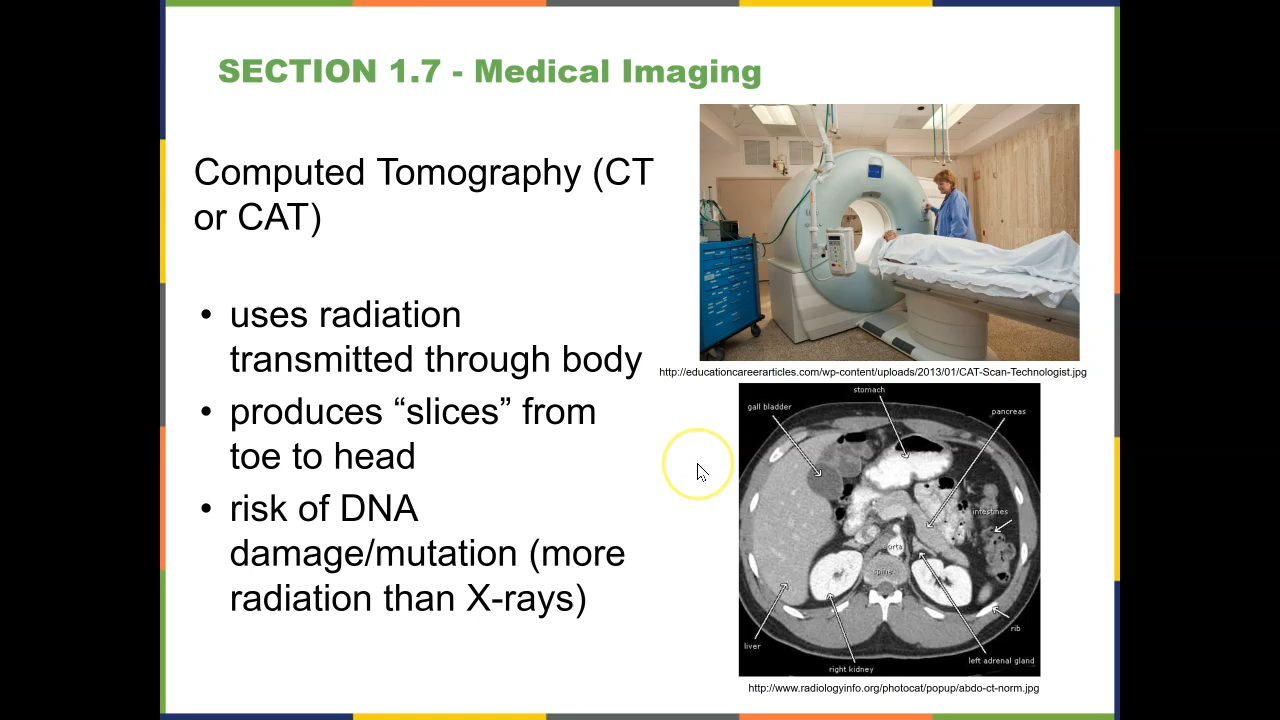 SECTION 1.7 - Medical Imaging
Computed Tomography (CT
or CAT)
• uses radiation
transmitted through body
• produces “slices” from
toe to head
• risk of DNA
damage/mutation (more
radiation than X-rays)
http://educationcareerarticles.com/wp-content/uploads/2013/01/CAT-Scan-Technologist.jpg
stomach
gall bladder
pancreas
intestines
aorta
spine
rib
liver
left adrenal gland
right kidney
http://www.radiologyinfo.org/photocat/popup/abdo-ct-norm.jpg